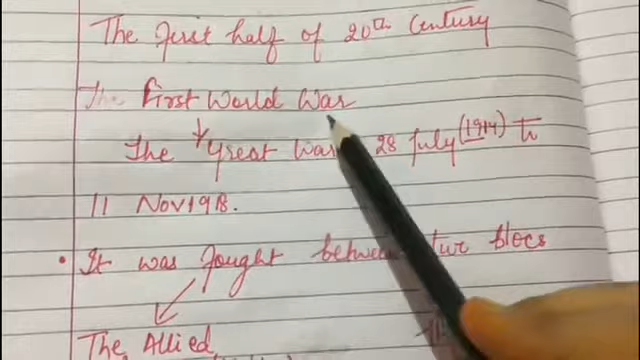 The first half of 20th Century
The First World War
The Great War 28 July (1914) to
11 Nov 1918.
• It was fought between two blocs
The Allied